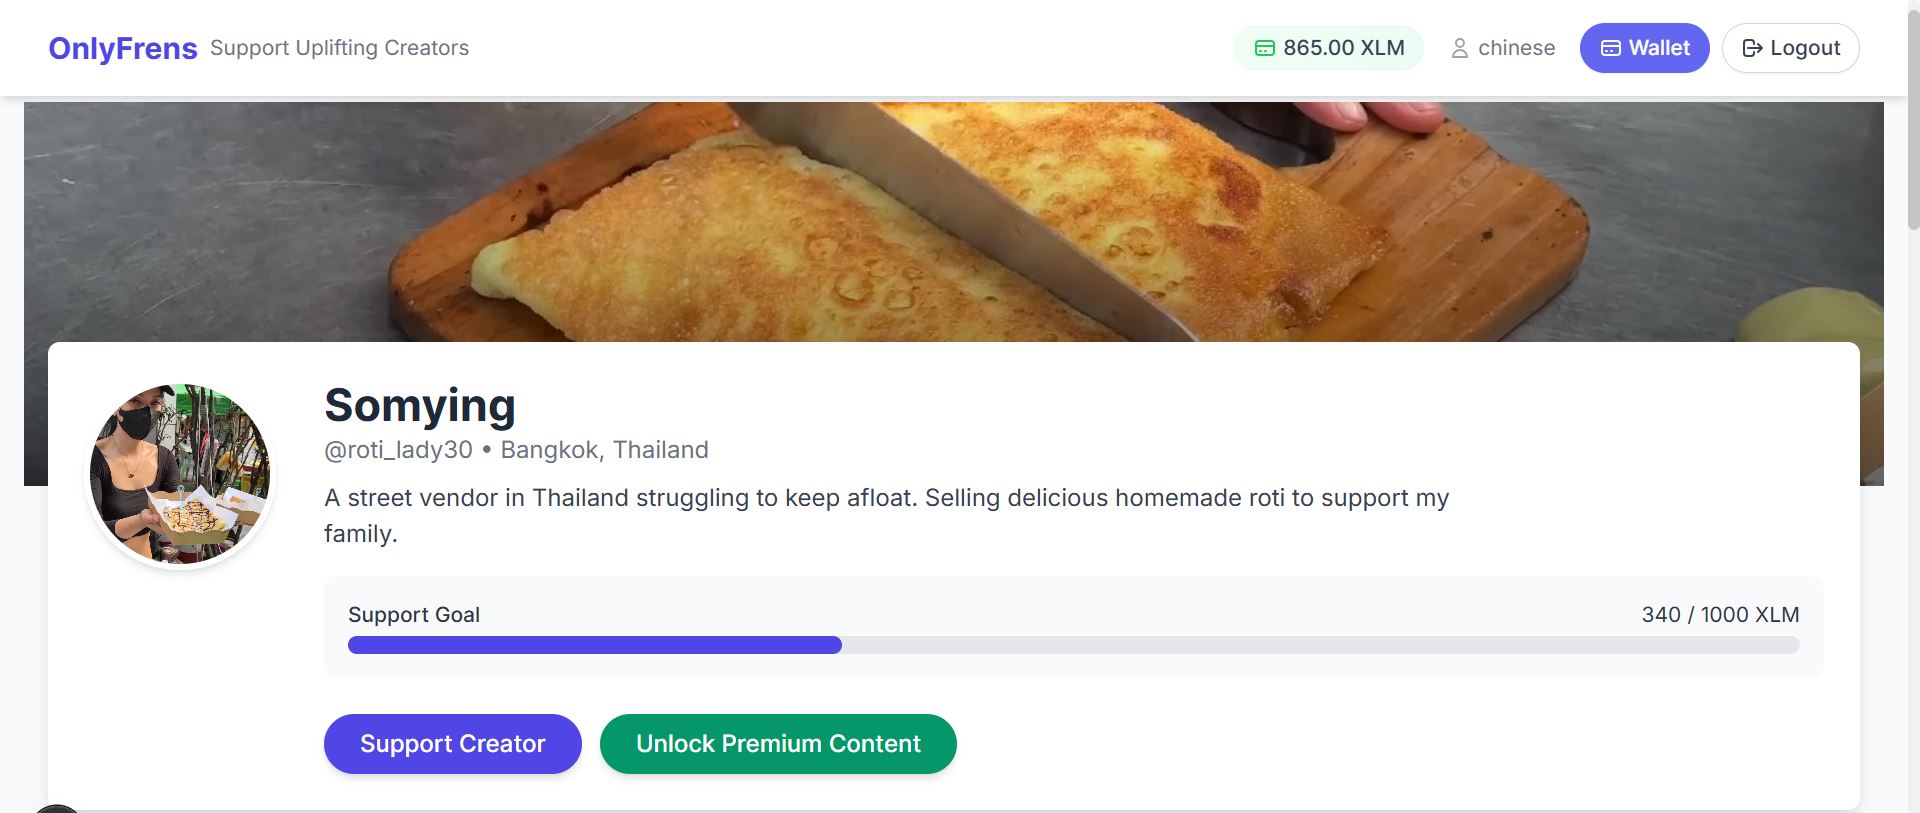 OnlyFrens Support Uplifting Creators 865.00 XLM chinese Wallet Logout
Somying
@roti_lady30 • Bangkok, Thailand
A street vendor in Thailand struggling to keep afloat. Selling delicious homemade roti to support my
family.
Support Goal 340 / 1000 XLM
Support Creator Unlock Premium Content